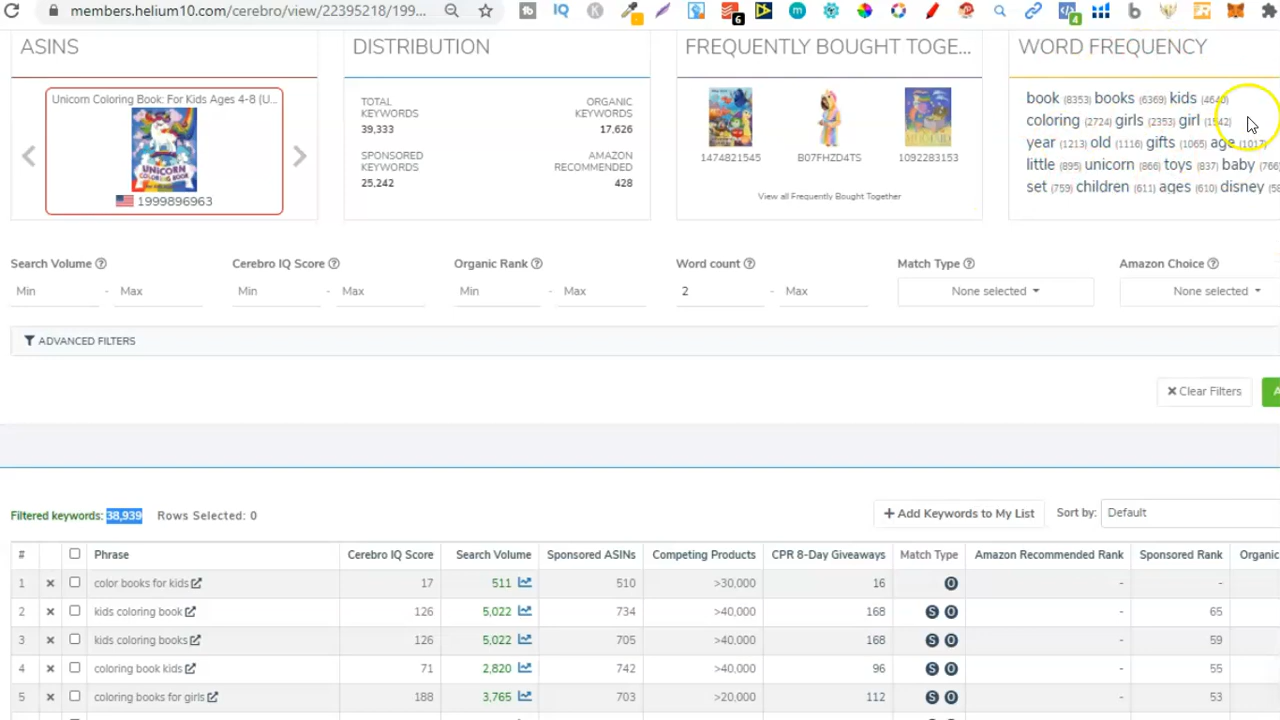 members.helium10.com/cerebro/view/22395218/199...
6
4
ASINS
Unicorn Coloring Book: For Kids Ages 4-8 (U...
UNICORN
1999896963
DISTRIBUTION
TOTAL KEYWORDS
39,333
ORGANIC KEYWORDS
17,626
SPONSORED KEYWORDS
25,242
AMAZON RECOMMENDED
428
FREQUENTLY BOUGHT TOGE...
1474821545 B07FHZD4TS 1092283153
View all Frequently Bought Together
WORD FREQUENCY
book (8353) books (6369) kids (4640)
coloring (2724) girls (2353) girl (1542)
year (1213) old (1116) gifts (1065) age (1017)
little (895) unicorn (866) toys (837) baby (766
set (759) children (611) ages (610) disney (58
Search Volume Cerebro IQ Score Organic Rank Word count Match Type Amazon Choice
Min - Max Min - Max Min - Max 2 - Max None selected None selected
ADVANCED FILTERS
Clear Filters
Filtered keywords: 38,939 Rows Selected: 0 + Add Keywords to My List Sort by: Default
# Phrase Cerebro IQ Score Search Volume Sponsored ASINs Competing Products CPR 8-Day Giveaways Match Type Amazon Recommended Rank Sponsored Rank Organic
1 color books for kids 17 511 510 >30,000 16 O - -
2 kids coloring book 126 5,022 734 >40,000 168 S O - 65
3 kids coloring books 126 5,022 705 >40,000 168 S O - 59
4 coloring book kids 71 2,820 742 >40,000 96 S O - 55
5 coloring books for girls 188 3,765 703 >20,000 112 S O - 53